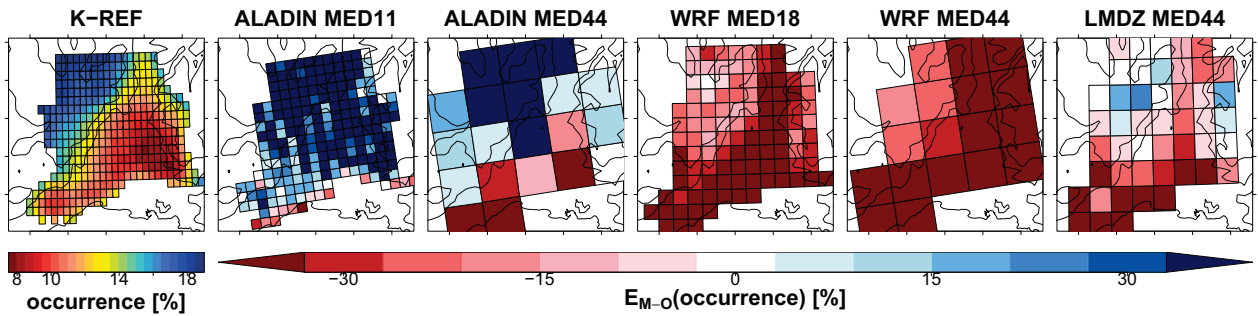 K−REF ALADIN MED11 ALADIN MED44 WRF MED18 WRF MED44 LMDZ MED44
8 10 14 18 −30 −15 0 15 30
occurrence [%] E_M−O(occurrence) [%]